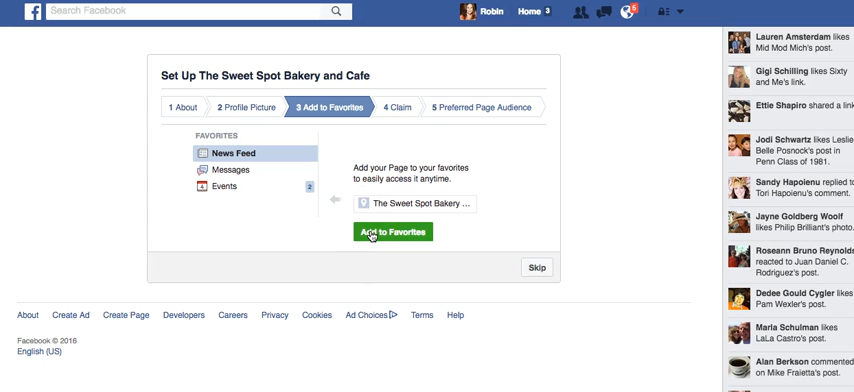 f
Search Facebook
Robin
Home 3
5
Set Up The Sweet Spot Bakery and Cafe
1 About
2 Profile Picture
3 Add to Favorites
4 Claim
5 Preferred Page Audience
FAVORITES
News Feed
Messages
4 Events 2
Add your Page to your favorites
to easily access it anytime.
The Sweet Spot Bakery ...
Add to Favorites
Skip
About
Create Ad
Create Page
Developers
Careers
Privacy
Cookies
Ad Choices
Terms
Help
Facebook © 2016
English (US)
Lauren Amsterdam likes
Mid Mod Mich's post.
Gigi Schilling likes Sixty
and Me's link.
Ettie Shapiro shared a link
Jodi Schwartz likes Leslie
Belle Posnock's post in
Penn Class of 1981.
Sandy Hapoienu replied to
Tori Hapoienu's comment.
Jayne Goldberg Woolf
likes Philip Brilliant's photo.
Roseann Bruno Reynolds
reacted to Juan Daniel C.
Rodriguez's post.
Dedee Gould Cygler likes
Pam Wexler's post.
Marla Schulman likes
LaLa Castro's post.
Alan Berkson commented
on Mike Fraietta's post.